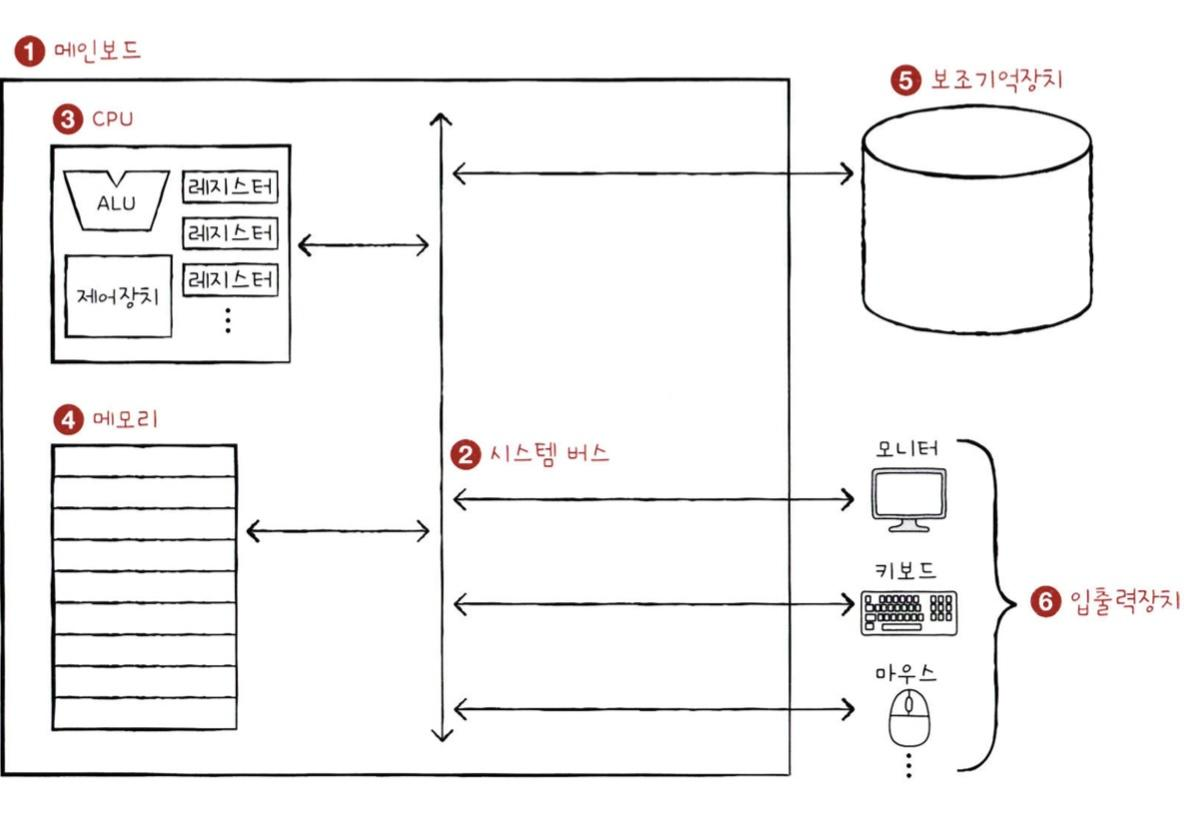 1 메인보드
5 보조기억장치
3 CPU
ALU
레지스터
레지스터
레지스터
제어장치
4 메모리
2 시스템 버스
모니터
키보드
마우스
6 입출력장치